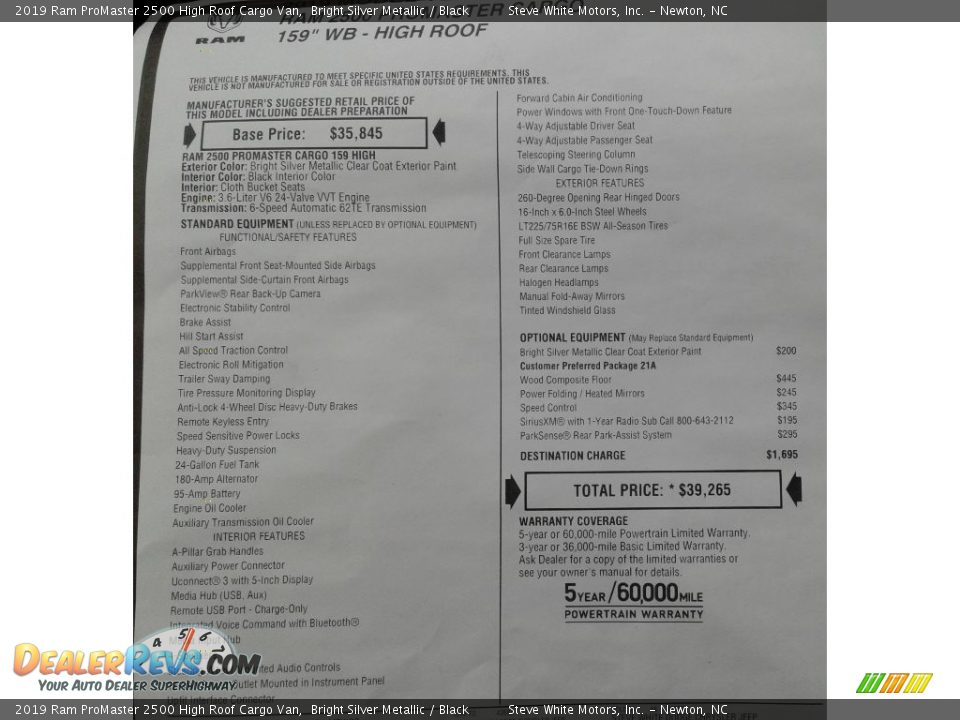 2019 Ram ProMaster 2500 High Roof Cargo Van, Bright Silver Metallic / Black Steve White Motors, Inc. - Newton, NC
RAM
RAM 2500 PROMASTER CARGO
159" WB - HIGH ROOF
THIS VEHICLE IS MANUFACTURED TO MEET SPECIFIC UNITED STATES REQUIREMENTS. THIS
VEHICLE IS NOT MANUFACTURED FOR SALE OR REGISTRATION OUTSIDE OF THE UNITED STATES.
MANUFACTURER'S SUGGESTED RETAIL PRICE OF
THIS MODEL INCLUDING DEALER PREPARATION
Base Price: $35,845
RAM 2500 PROMASTER CARGO 159 HIGH
Exterior Color: Bright Silver Metallic Clear Coat Exterior Paint
Interior Color: Black Interior Color
Interior: Cloth Bucket Seats
Engine: 3.6-Liter V6 24-Valve VVT Engine
Transmission: 6-Speed Automatic 62TE Transmission
STANDARD EQUIPMENT (UNLESS REPLACED BY OPTIONAL EQUIPMENT)
FUNCTIONAL/SAFETY FEATURES
Front Airbags
Supplemental Front Seat-Mounted Side Airbags
Supplemental Side-Curtain Front Airbags
ParkView® Rear Back-Up Camera
Electronic Stability Control
Brake Assist
Hill Start Assist
All Speed Traction Control
Electronic Roll Mitigation
Trailer Sway Damping
Tire Pressure Monitoring Display
Anti-Lock 4-Wheel Disc Heavy-Duty Brakes
Remote Keyless Entry
Speed Sensitive Power Locks
Heavy-Duty Suspension
24-Gallon Fuel Tank
180-Amp Alternator
95-Amp Battery
Engine Oil Cooler
Auxiliary Transmission Oil Cooler
INTERIOR FEATURES
A-Pillar Grab Handles
Auxiliary Power Connector
Uconnect® 3 with 5-Inch Display
Media Hub (USB, Aux)
Remote USB Port - Charge-Only
Integrated Voice Command with Bluetooth®
Audio Controls
Outlet Mounted in Instrument Panel
Forward Cabin Air Conditioning
Power Windows with Front One-Touch-Down Feature
4-Way Adjustable Driver Seat
4-Way Adjustable Passenger Seat
Telescoping Steering Column
Side Wall Cargo Tie-Down Rings
EXTERIOR FEATURES
260-Degree Opening Rear Hinged Doors
16-Inch x 6.0-Inch Steel Wheels
LT225/75R16E BSW All-Season Tires
Full Size Spare Tire
Front Clearance Lamps
Rear Clearance Lamps
Halogen Headlamps
Manual Fold-Away Mirrors
Tinted Windshield Glass
OPTIONAL EQUIPMENT (May Replace Standard Equipment)
Bright Silver Metallic Clear Coat Exterior Paint $200
Customer Preferred Package 21A
Wood Composite Floor $445
Power Folding / Heated Mirrors $245
Speed Control $345
SiriusXM® with 1-Year Radio Sub Call 800-643-2112 $195
ParkSense® Rear Park-Assist System $295
DESTINATION CHARGE $1,695
TOTAL PRICE: * $39,265
WARRANTY COVERAGE
5-year or 60,000-mile Powertrain Limited Warranty.
3-year or 36,000-mile Basic Limited Warranty.
Ask Dealer for a copy of the limited warranties or
see your owner's manual for details.
5 YEAR / 60,000 MILE
POWERTRAIN WARRANTY
4 5 6 7
DEALERREVS.COM
YOUR AUTO DEALER SUPERHIGHWAY
2019 Ram ProMaster 2500 High Roof Cargo Van, Bright Silver Metallic / Black Steve White Motors, Inc. - Newton, NC